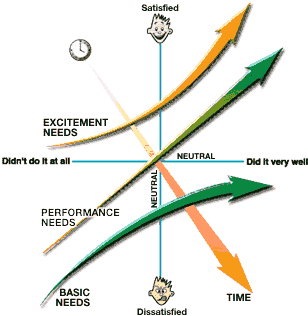 Satisfied
EXCITEMENT
NEEDS
Didn't do it at all
NEUTRAL
Did it very well
NEUTRAL
PERFORMANCE
NEEDS
BASIC
NEEDS
TIME
Dissatisfied